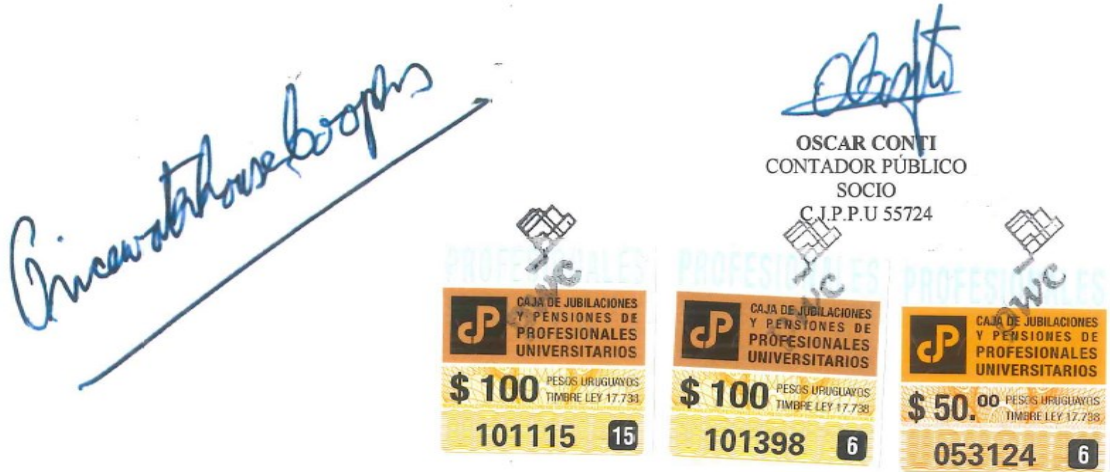 PricewaterhouseCoopers
OSCAR CONTI
CONTADOR PÚBLICO
SOCIO
C.J.P.P.U 55724
PROFESIONALES
CAJA DE JUBILACIONES
Y PENSIONES DE
PROFESIONALES
UNIVERSITARIOS
$ 100 PESOS URUGUAYOS
TIMBRE LEY 17.738
101115 15
pwc
PROFESIONALES
CAJA DE JUBILACIONES
Y PENSIONES DE
PROFESIONALES
UNIVERSITARIOS
$ 100 PESOS URUGUAYOS
TIMBRE LEY 17.738
101398 6
pwc
PROFESIONALES
CAJA DE JUBILACIONES
Y PENSIONES DE
PROFESIONALES
UNIVERSITARIOS
$ 50.00 PESOS URUGUAYOS
TIMBRE LEY 17.738
053124 6
pwc